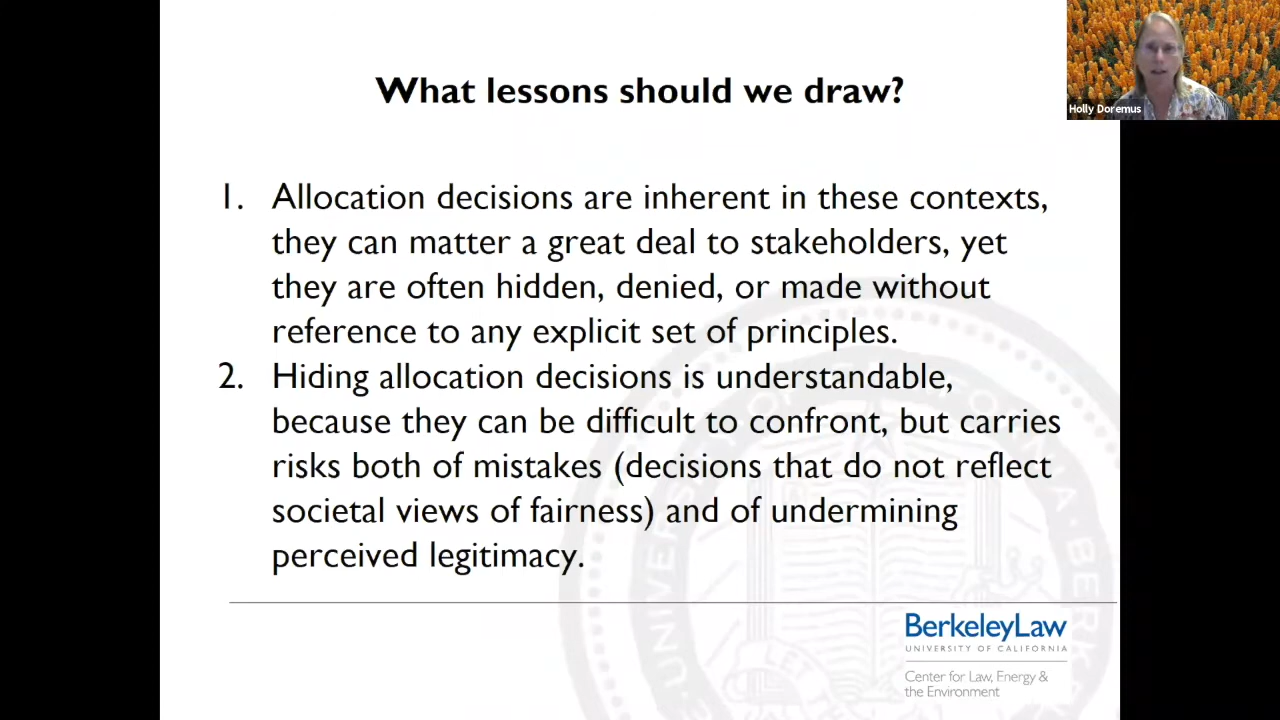 What lessons should we draw?
Holly Doremus
1. Allocation decisions are inherent in these contexts,
they can matter a great deal to stakeholders, yet
they are often hidden, denied, or made without
reference to any explicit set of principles.
2. Hiding allocation decisions is understandable,
because they can be difficult to confront, but carries
risks both of mistakes (decisions that do not reflect
societal views of fairness) and of undermining
perceived legitimacy.
BerkeleyLaw
UNIVERSITY OF CALIFORNIA
Center for Law, Energy &
the Environment